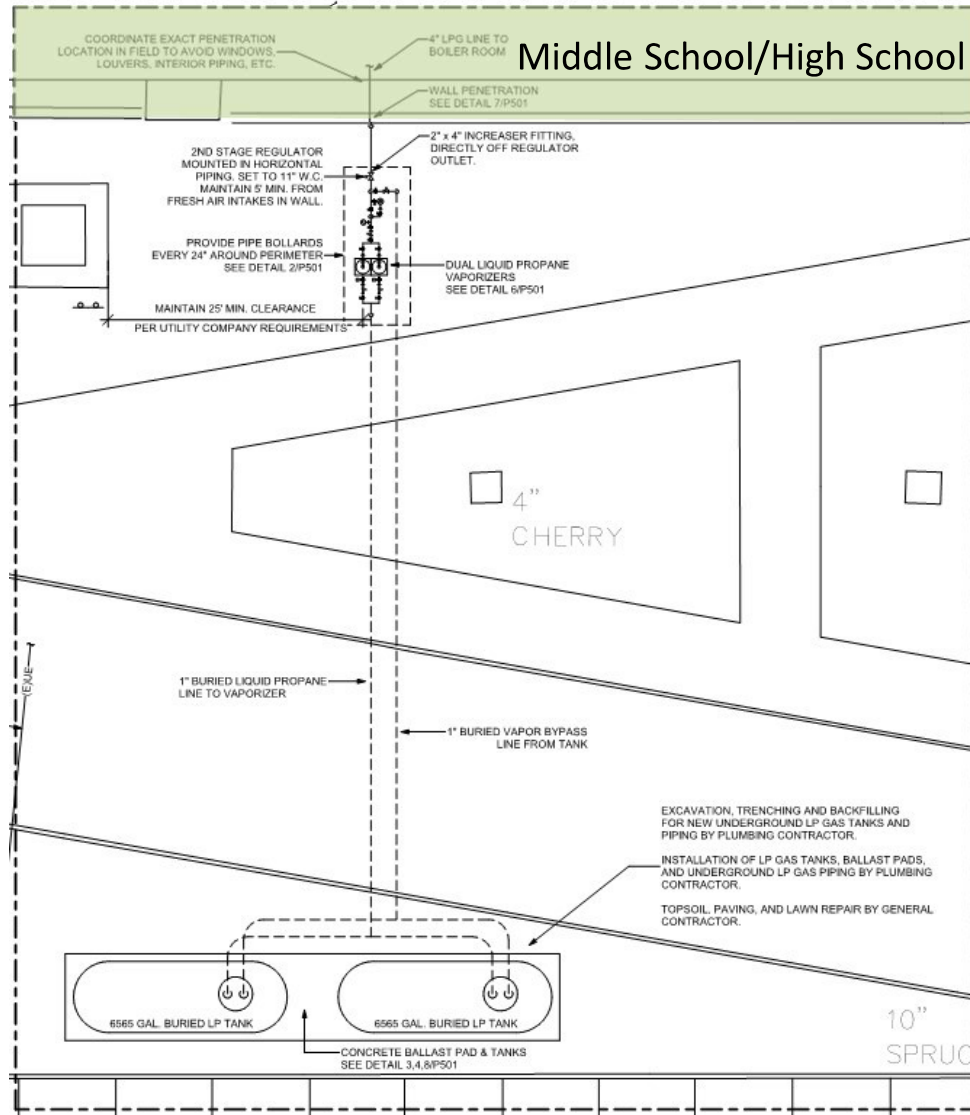 COORDINATE EXACT PENETRATION
LOCATION IN FIELD TO AVOID WINDOWS,
LOUVERS, INTERIOR PIPING, ETC.
4" LPG LINE TO
BOILER ROOM
Middle School/High School
WALL PENETRATION
SEE DETAIL 7/P501
2" x 4" INCREASER FITTING,
DIRECTLY OFF REGULATOR
OUTLET.
2ND STAGE REGULATOR
MOUNTED IN HORIZONTAL
PIPING. SET TO 11" W.C.
MAINTAIN 5' MIN. FROM
FRESH AIR INTAKES IN WALL.
PROVIDE PIPE BOLLARDS
EVERY 24" AROUND PERIMETER
SEE DETAIL 2/P501
DUAL LIQUID PROPANE
VAPORIZERS
SEE DETAIL 6/P501
MAINTAIN 25' MIN. CLEARANCE
PER UTILITY COMPANY REQUIREMENTS
4"
CHERRY
(E)UE
1" BURIED LIQUID PROPANE
LINE TO VAPORIZER
1" BURIED VAPOR BYPASS
LINE FROM TANK
EXCAVATION, TRENCHING AND BACKFILLING
FOR NEW UNDERGROUND LP GAS TANKS AND
PIPING BY PLUMBING CONTRACTOR.
INSTALLATION OF LP GAS TANKS, BALLAST PADS,
AND UNDERGROUND LP GAS PIPING BY PLUMBING
CONTRACTOR.
TOPSOIL, PAVING, AND LAWN REPAIR BY GENERAL
CONTRACTOR.
6565 GAL. BURIED LP TANK
6565 GAL. BURIED LP TANK
CONCRETE BALLAST PAD & TANKS
SEE DETAIL 3,4,8/P501
10"
SPRUC